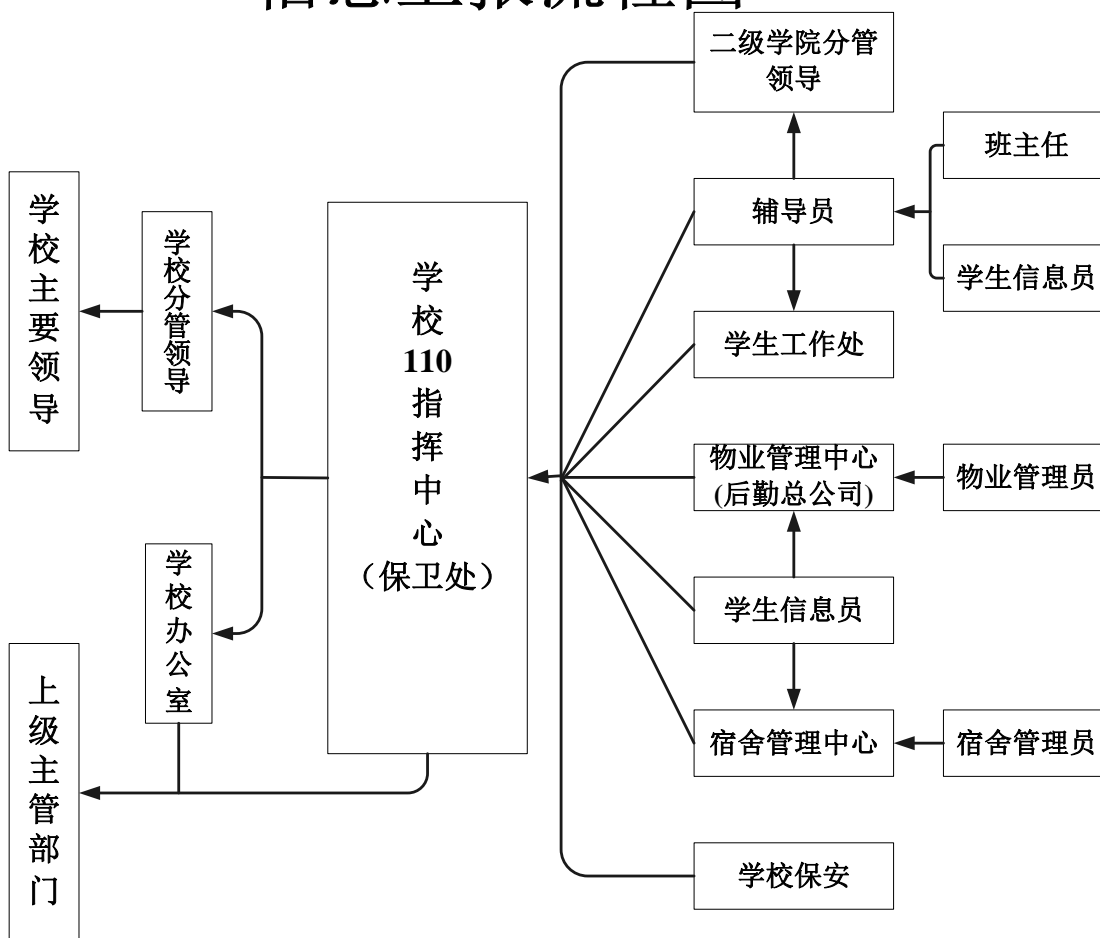 二级学院分管
领导
班主任
辅导员
学生信息员
学生工作处
物业管理中心
(后勤总公司)
物业管理员
学生信息员
宿舍管理中心
宿舍管理员
学校保安
学校110指挥中心
（保卫处）
学校分管领导
学校主要领导
学校办公室
上级主管部门